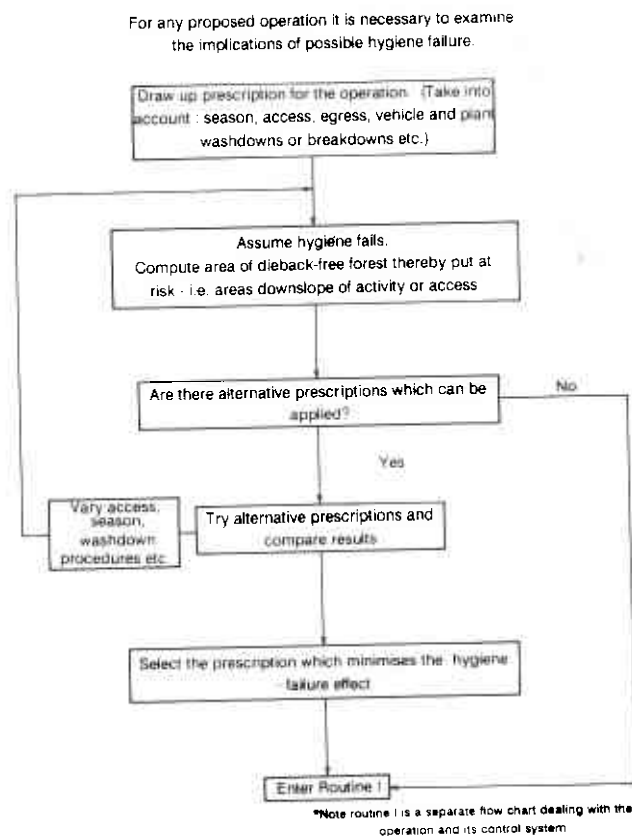 For any proposed operation it is necessary to examine
the implications of possible hygiene failure.
Draw up prescription for the operation. (Take into
account : season, access, egress, vehicle and plant
washdowns or breakdowns etc.)
Assume hygiene fails.
Compute area of dieback-free forest thereby put at
risk - i.e. areas downslope of activity or access
Are there alternative prescriptions which can be
applied?
No
Yes
Vary access,
season,
washdown
procedures etc
Try alternative prescriptions and
compare results
Select the prescription which minimises the hygiene
failure effect
Enter Routine I
*Note routine I is a separate flow chart dealing with the
operation and its control system